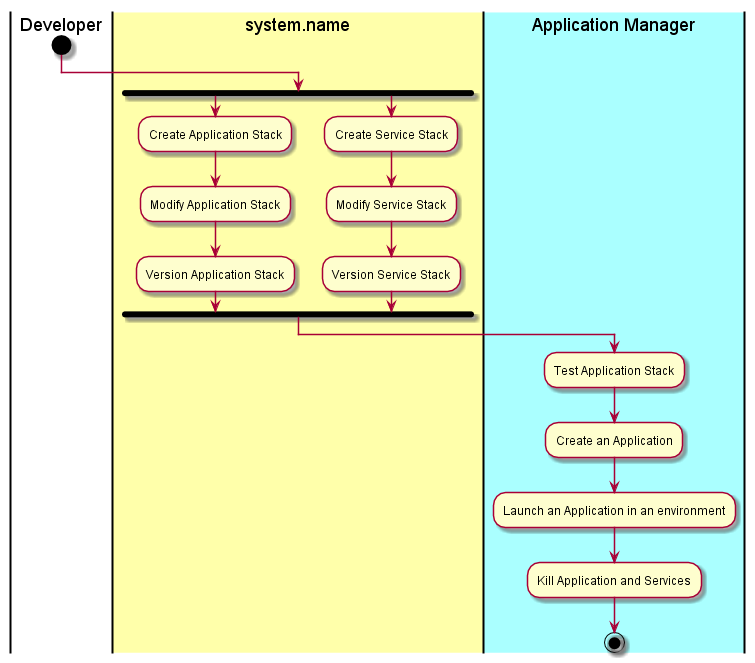 Developer
system.name
Application Manager
Create Application Stack
Create Service Stack
Modify Application Stack
Modify Service Stack
Version Application Stack
Version Service Stack
Test Application Stack
Create an Application
Launch an Application in an environment
Kill Application and Services